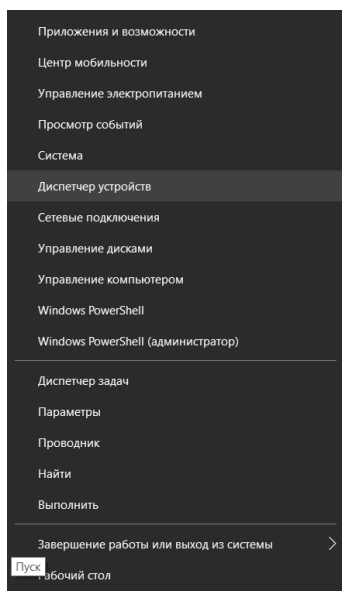 Приложения и возможности
Центр мобильности
Управление электропитанием
Просмотр событий
Система
Диспетчер устройств
Сетевые подключения
Управление дисками
Управление компьютером
Windows PowerShell
Windows PowerShell (администратор)
Диспетчер задач
Параметры
Проводник
Найти
Выполнить
Завершение работы или выход из системы
Пуск
Рабочий стол